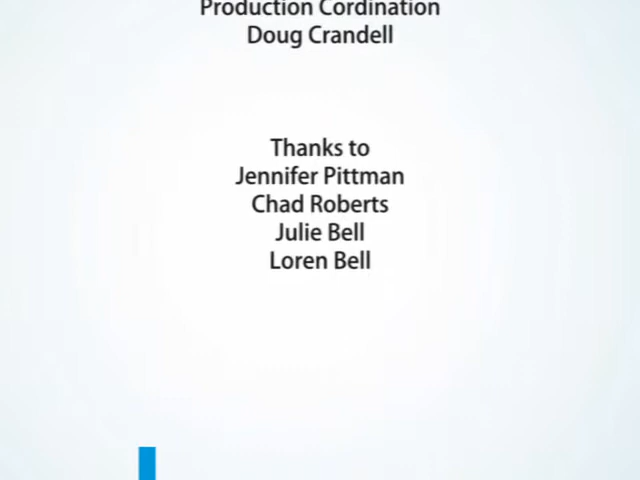 Production Cordination
Doug Crandell
Thanks to
Jennifer Pittman
Chad Roberts
Julie Bell
Loren Bell